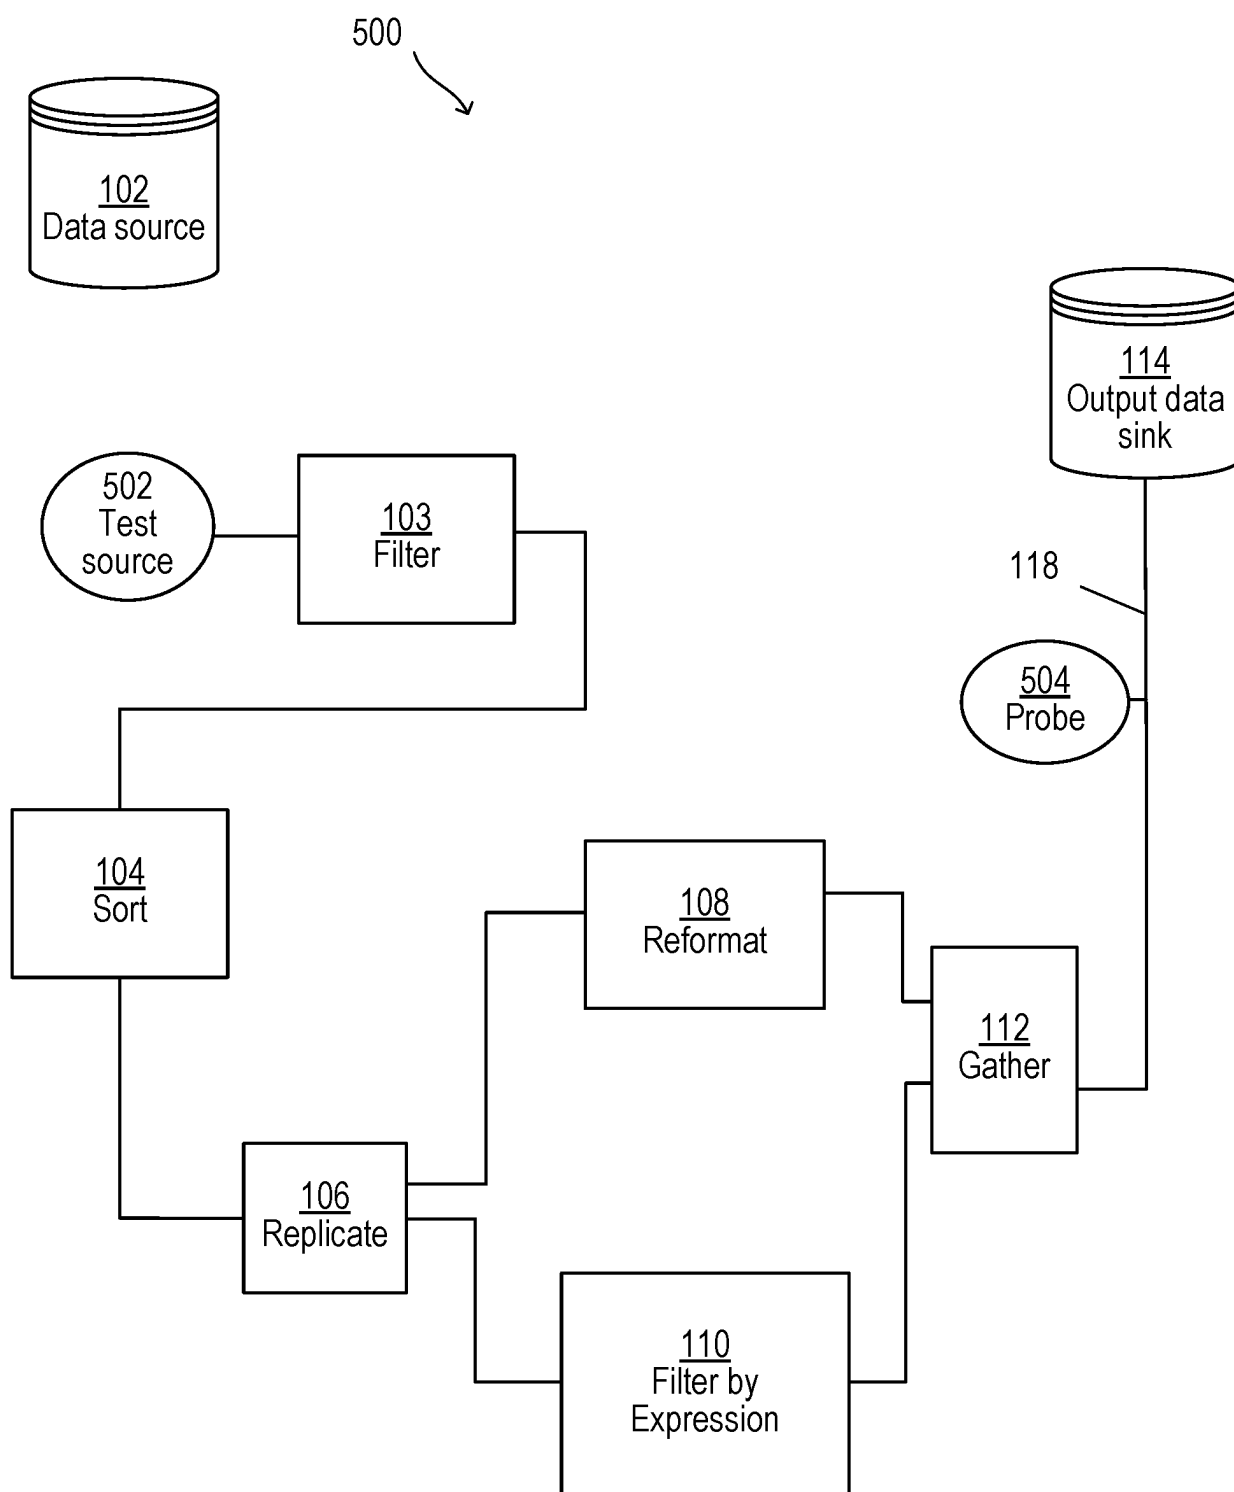 500
102
Data source
114
Output data
sink
502
Test
source
103
Filter
118
504
Probe
104
Sort
108
Reformat
112
Gather
106
Replicate
110
Filter by
Expression